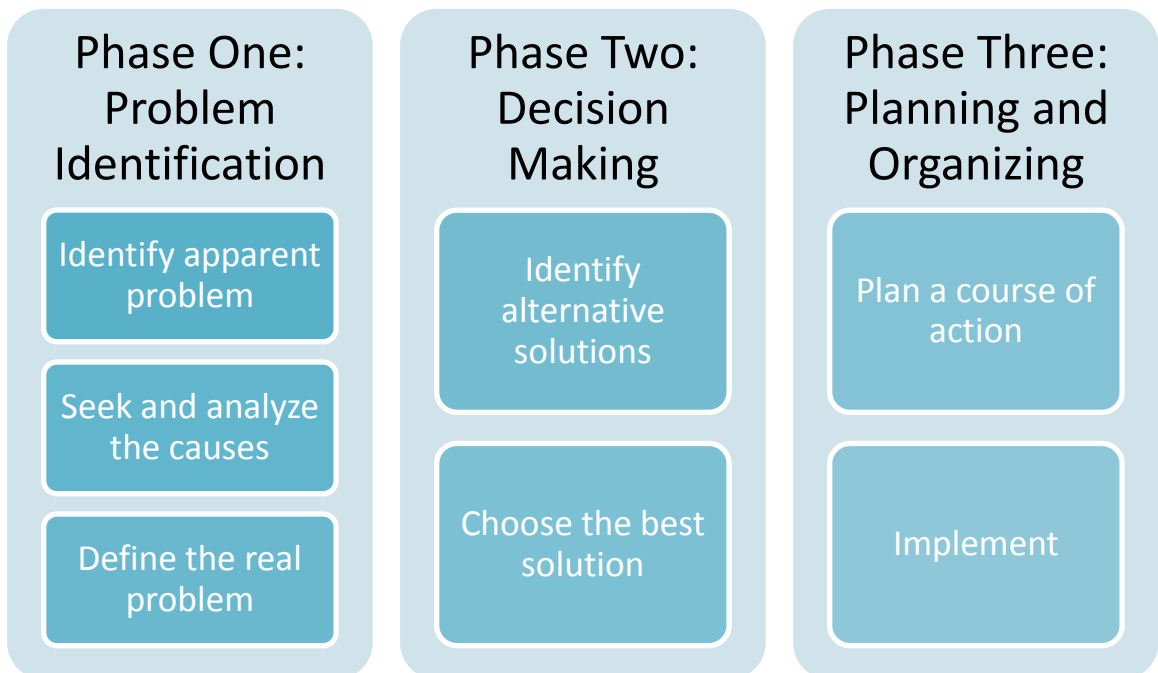 Phase One:
Problem
Identification
Identify apparent
problem
Seek and analyze
the causes
Define the real
problem
Phase Two:
Decision
Making
Identify
alternative
solutions
Choose the best
solution
Phase Three:
Planning and
Organizing
Plan a course of
action
Implement